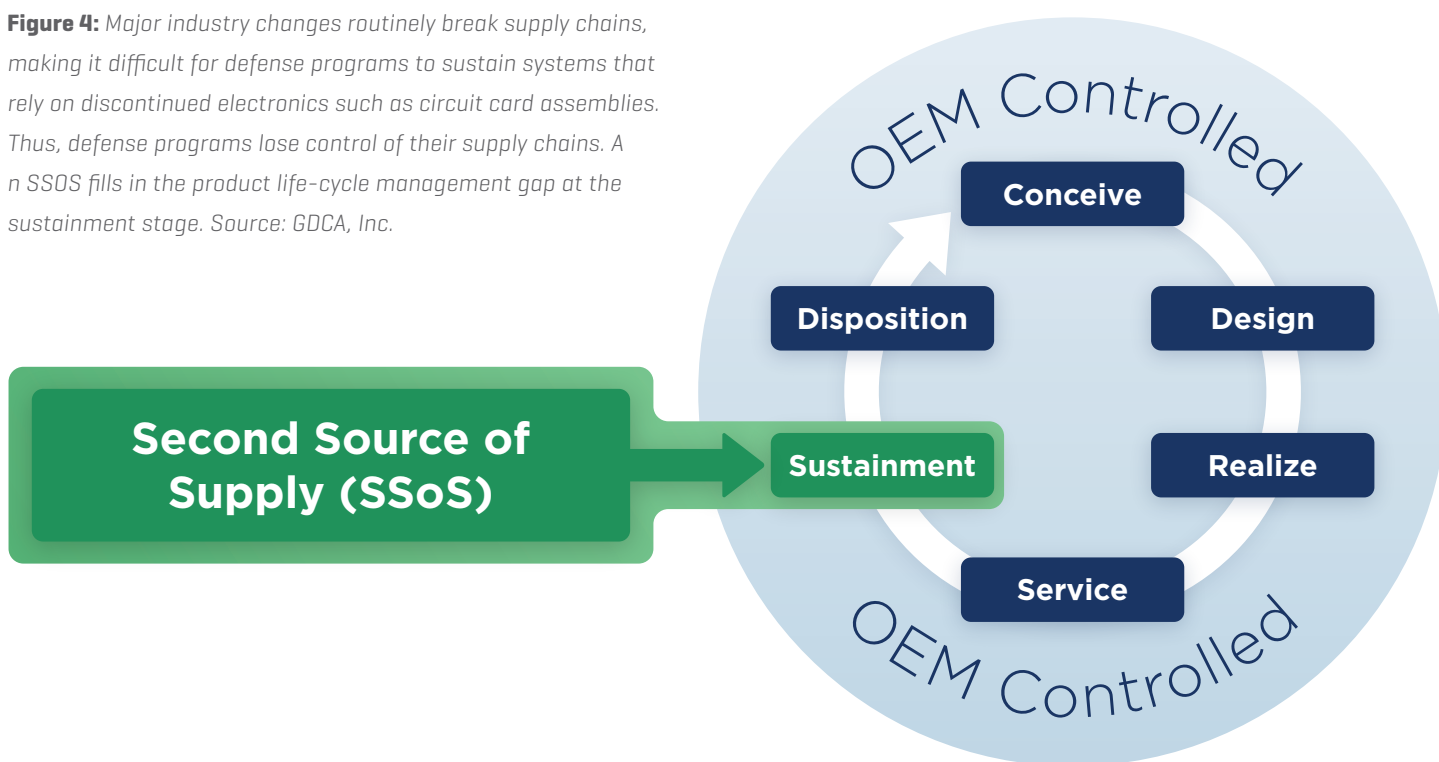 Figure 4: Major industry changes routinely break supply chains,
making it difficult for defense programs to sustain systems that
rely on discontinued electronics such as circuit card assemblies.
Thus, defense programs lose control of their supply chains. A
n SSOS fills in the product life-cycle management gap at the
sustainment stage. Source: GDCA, Inc.
OEM Controlled
Conceive
Disposition
Design
Second Source of
Supply (SSoS)
Sustainment
Realize
Service
OEM Controlled